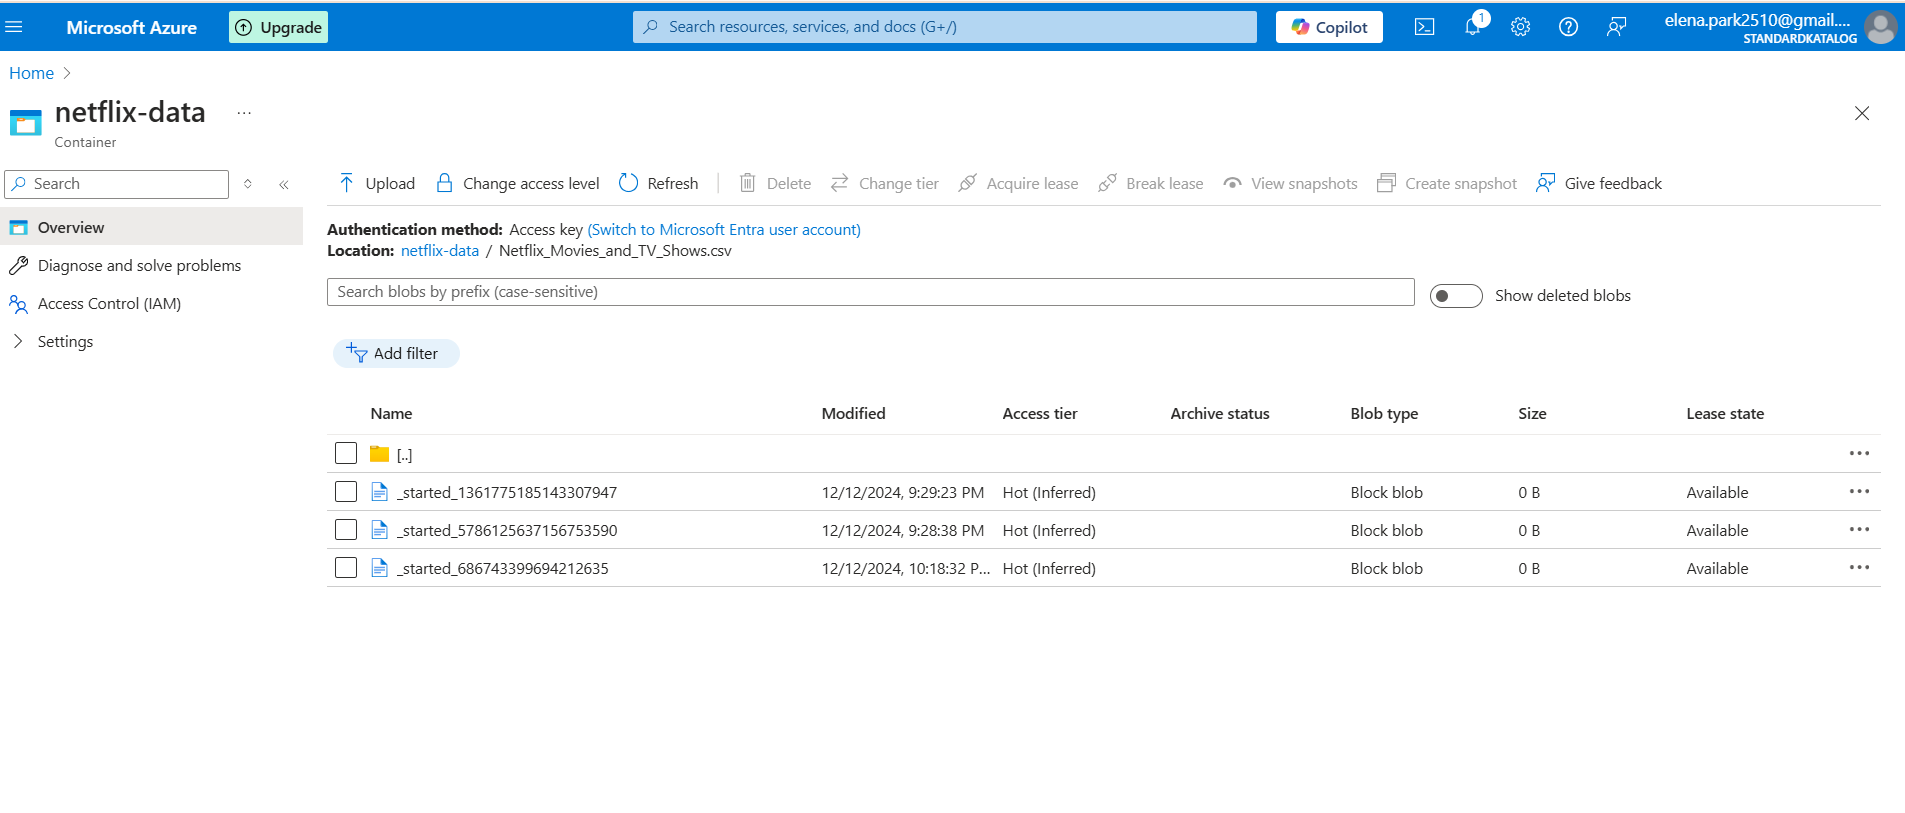 Microsoft Azure Upgrade Search resources, services, and docs (G+/) Copilot 1 elena.park2510@gmail....
STANDARDKATALOG
Home
netflix-data ...
Container
Search
Upload Change access level Refresh Delete Change tier Acquire lease Break lease View snapshots Create snapshot Give feedback
Overview
Diagnose and solve problems
Access Control (IAM)
Settings
Authentication method: Access key (Switch to Microsoft Entra user account)
Location: netflix-data / Netflix_Movies_and_TV_Shows.csv
Search blobs by prefix (case-sensitive) Show deleted blobs
Add filter
Name Modified Access tier Archive status Blob type Size Lease state
[..]
_started_1361775185143307947 12/12/2024, 9:29:23 PM Hot (Inferred) Block blob 0 B Available
_started_5786125637156753590 12/12/2024, 9:28:38 PM Hot (Inferred) Block blob 0 B Available
_started_686743399694212635 12/12/2024, 10:18:32 P... Hot (Inferred) Block blob 0 B Available